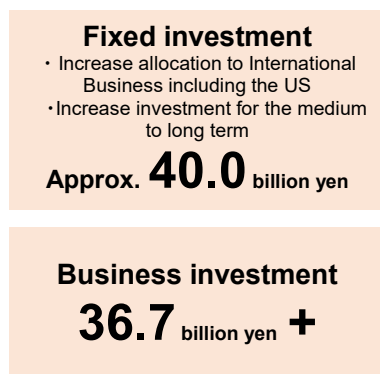 Fixed investment
・Increase allocation to International
Business including the US
・Increase investment for the medium
to long term
Approx. 40.0 billion yen
Business investment
36.7 billion yen +